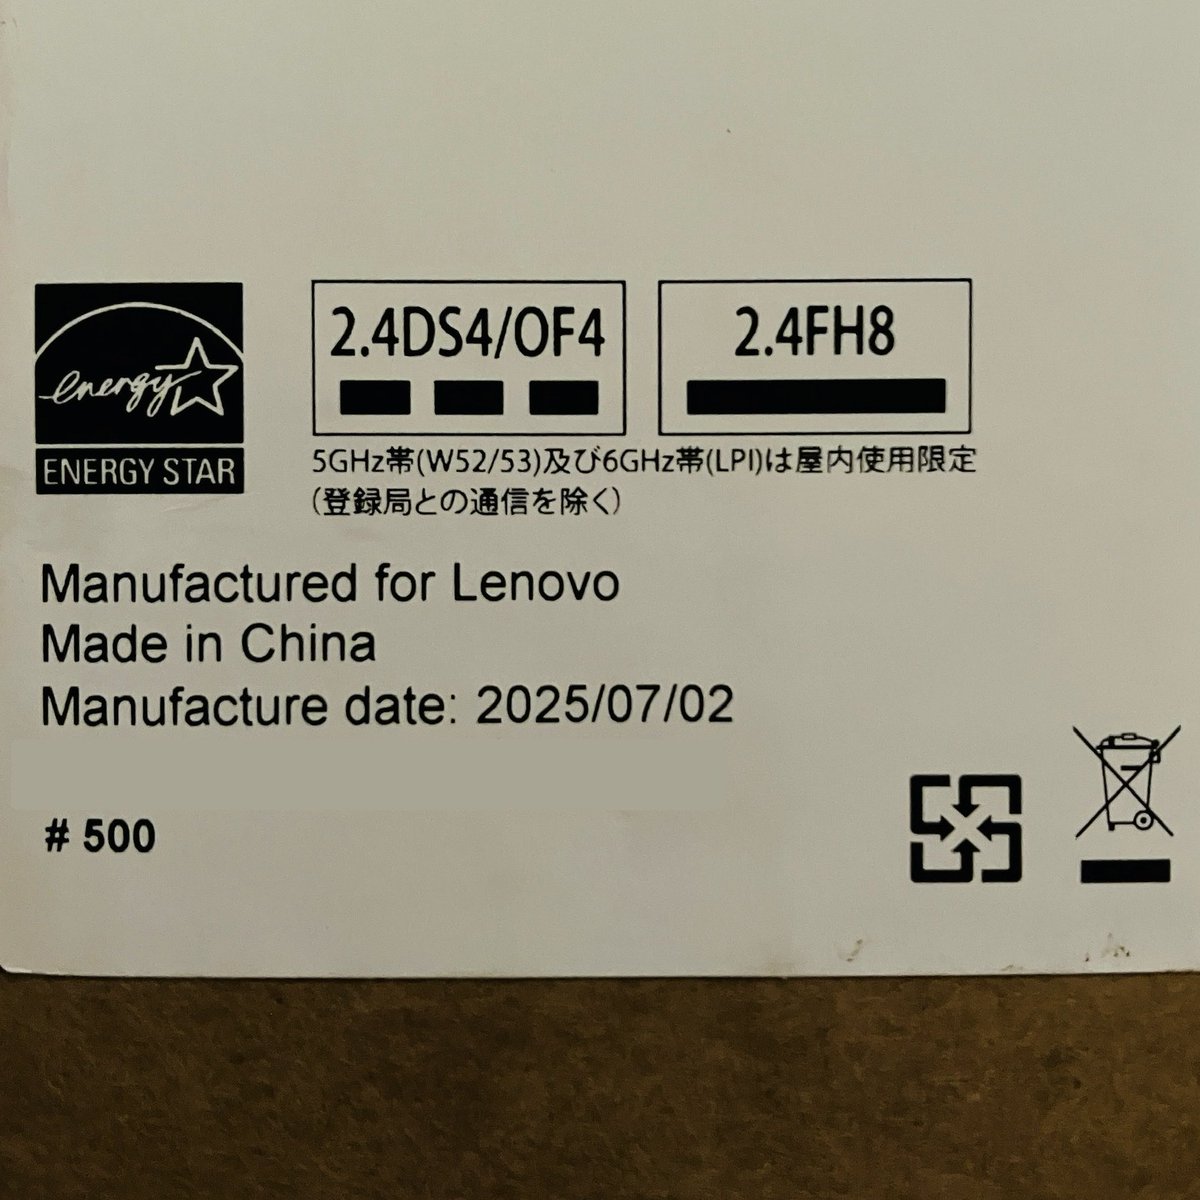 energy
ENERGY STAR
2.4DS4/OF4
2.4FH8
5GHz帯(W52/53)及び6GHz帯(LPI)は屋内使用限定
(登録局との通信を除く)
Manufactured for Lenovo
Made in China
Manufacture date: 2025/07/02
# 500